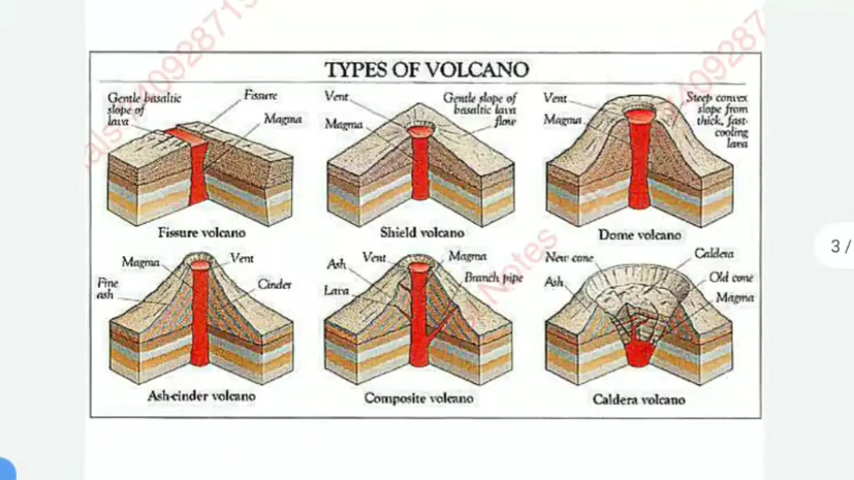 TYPES OF VOLCANO
Gentle basaltic
slope of
lava
Fissure
Magma
Fissure volcano
Vent
Magma
Gentle slope of
basaltic lava
flow
Shield volcano
Vent
Magma
Steep convex
slope from
thick, fast-
cooling
lava
Dome volcano
Magma
Vent
Fine
ash
Cinder
Ash-cinder volcano
Ash
Vent
Magma
Lava
Branch pipe
Composite volcano
New cone
Caldera
Ash
Old cone
Magma
Caldera volcano
3 /
Notes